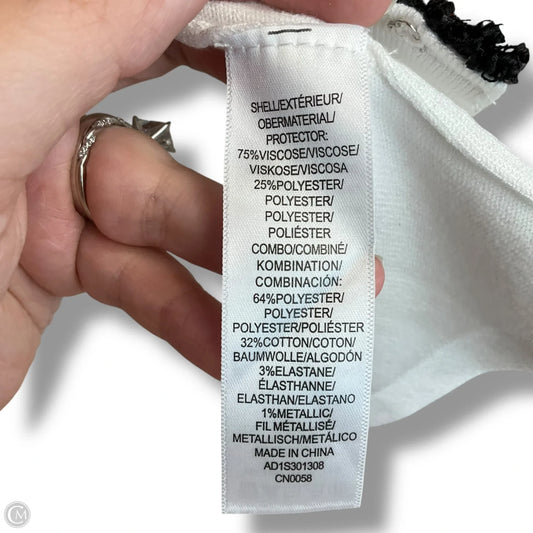 SHELL/EXTÉRIEUR/
OBERMATERIAL/
PROTECTOR:
75%VISCOSE/VISCOSE/
VISKOSE/VISCOSA
25%POLYESTER/
POLYESTER/
POLYESTER/
POLIÉSTER
COMBO/COMBINÉ/
KOMBINATION/
COMBINACIÓN:
64%POLYESTER/
POLYESTER/
POLYESTER/POLIÉSTER
32%COTTON/COTON/
BAUMWOLLE/ALGODÓN
3%ELASTANE/
ÉLASTHANNE/
ELASTHAN/ELASTANO
1%METALLIC/
FIL MÉTALLISÉ/
METALLISCH/METÁLICO
MADE IN CHINA
AD1S301308
CN0058
CM